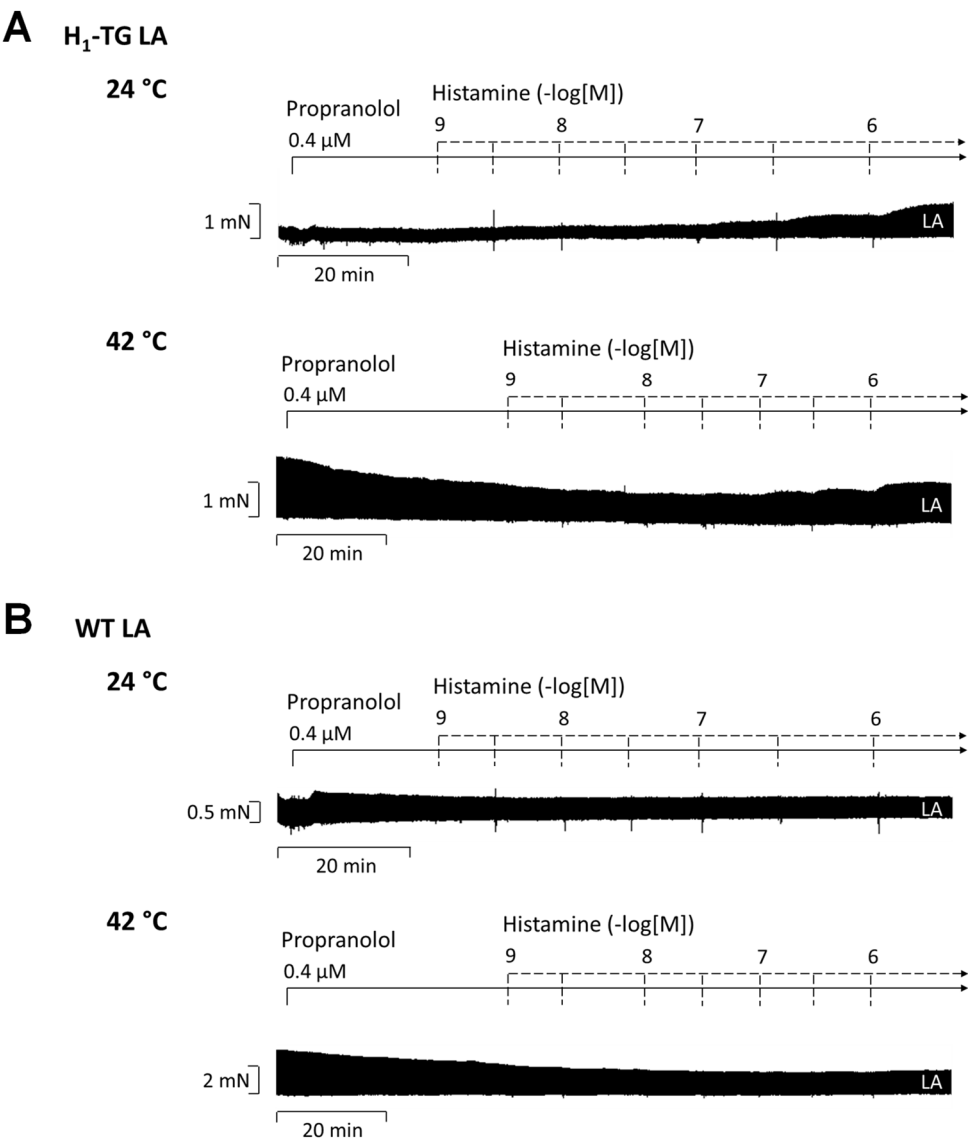 A
H₁-TG LA
24 °C
Histamine (-log[M])
Propranolol
9 8 7 6
0.4 µM
1 mN
LA
20 min
42 °C
Histamine (-log[M])
Propranolol
9 8 7 6
0.4 µM
1 mN
LA
20 min
B
WT LA
24 °C
Histamine (-log[M])
Propranolol
9 8 7 6
0.4 µM
0.5 mN
LA
20 min
42 °C
Histamine (-log[M])
Propranolol
9 8 7 6
0.4 µM
2 mN
LA
20 min